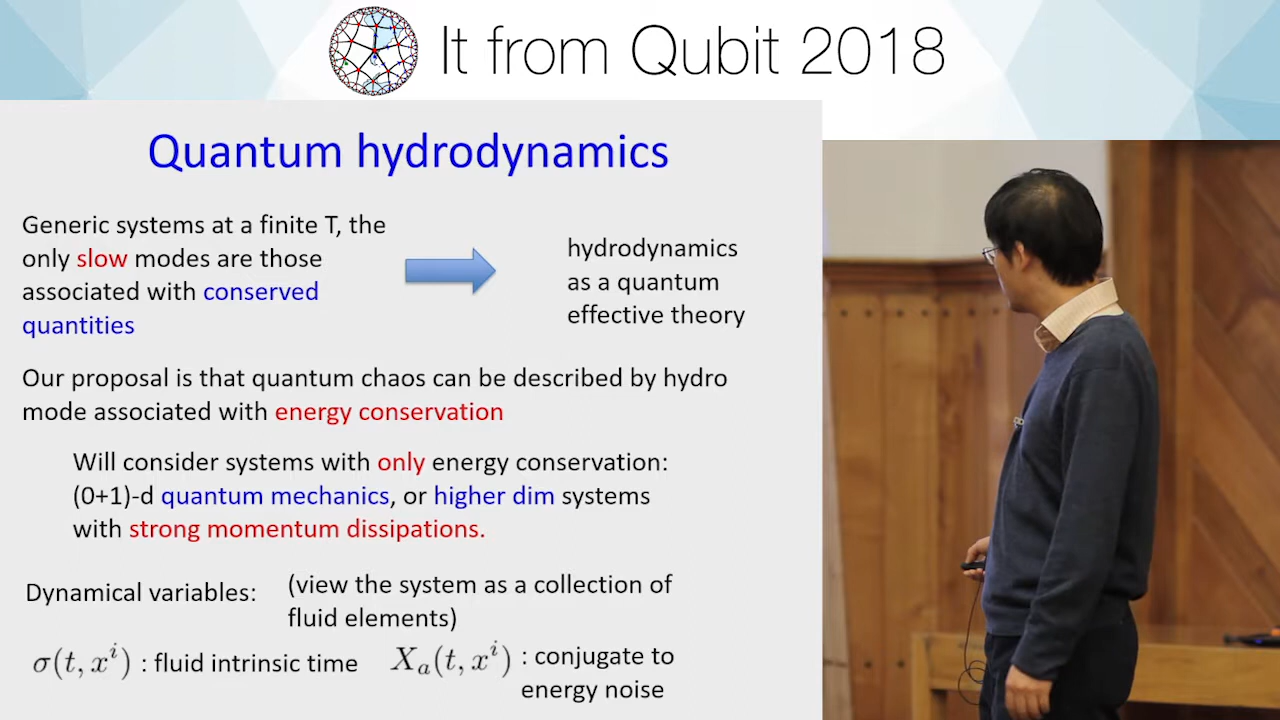 It from Qubit 2018
Quantum hydrodynamics
Generic systems at a finite T, the
only slow modes are those
associated with conserved
quantities
hydrodynamics
as a quantum
effective theory
Our proposal is that quantum chaos can be described by hydro
mode associated with energy conservation
Will consider systems with only energy conservation:
(0+1)-d quantum mechanics, or higher dim systems
with strong momentum dissipations.
Dynamical variables:
(view the system as a collection of
fluid elements)
σ(t, xⁱ) : fluid intrinsic time
Xₐ(t, xⁱ) : conjugate to
energy noise